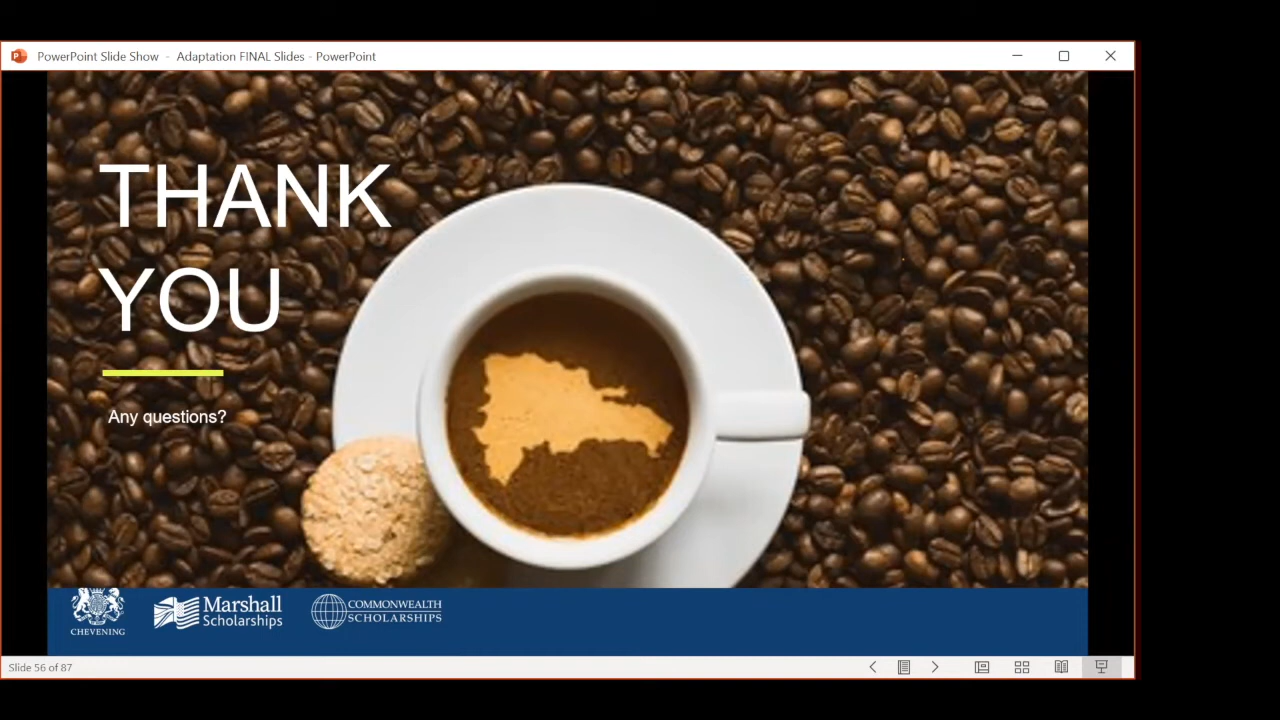 PowerPoint Slide Show - Adaptation FINAL Slides - PowerPoint
THANK
YOU
Any questions?
CHEVENING
Marshall
Scholarships
COMMONWEALTH
SCHOLARSHIPS
Slide 56 of 87